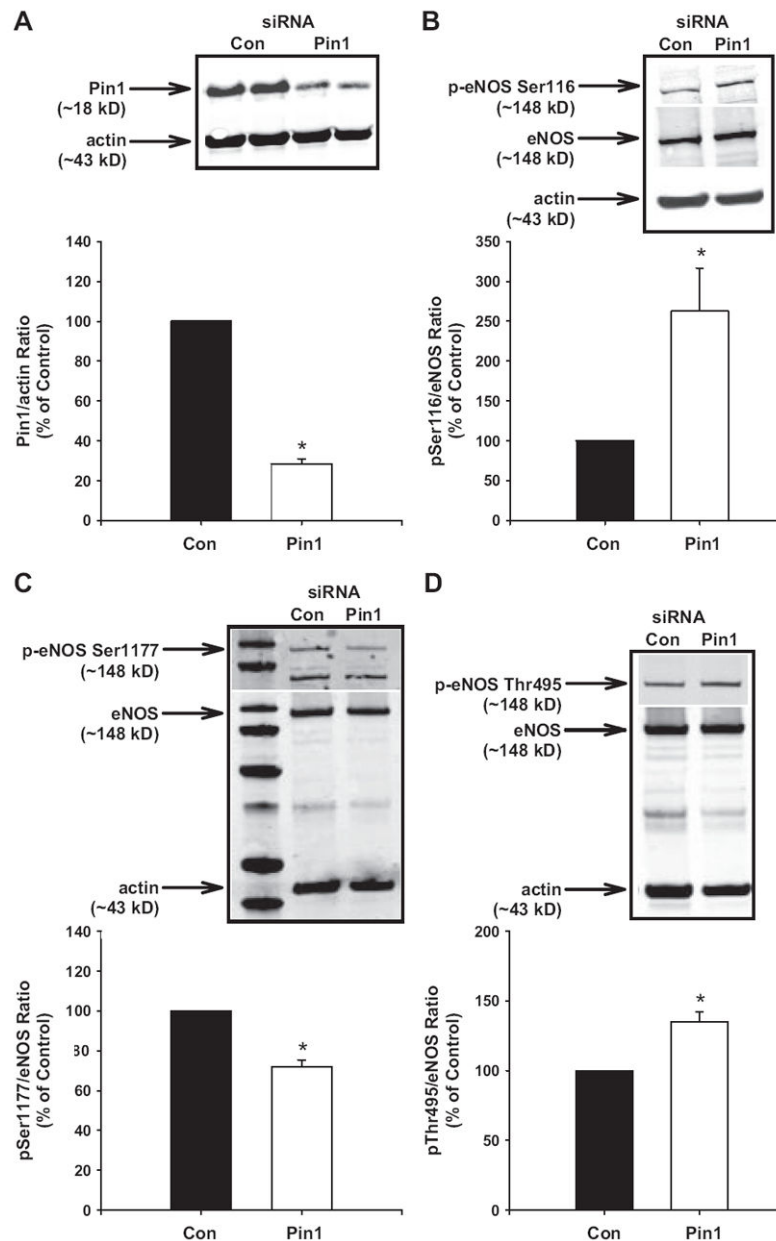 A
siRNA
Con Pin1
Pin1
(~18 kD)
actin
(~43 kD)
140
120
100
80
60
40
20
0
Pin1/actin Ratio
(% of Control)
*
Con Pin1
B
siRNA
Con Pin1
p-eNOS Ser116
(~148 kD)
eNOS
(~148 kD)
actin
(~43 kD)
350
300
250
200
150
100
50
0
pSer116/eNOS Ratio
(% of Control)
*
Con Pin1
C
siRNA
Con Pin1
p-eNOS Ser1177
(~148 kD)
eNOS
(~148 kD)
actin
(~43 kD)
140
120
100
80
60
40
20
0
pSer1177/eNOS Ratio
(% of Control)
*
Con Pin1
D
siRNA
Con Pin1
p-eNOS Thr495
(~148 kD)
eNOS
(~148 kD)
actin
(~43 kD)
200
150
100
50
0
pThr495/eNOS Ratio
(% of Control)
*
Con Pin1